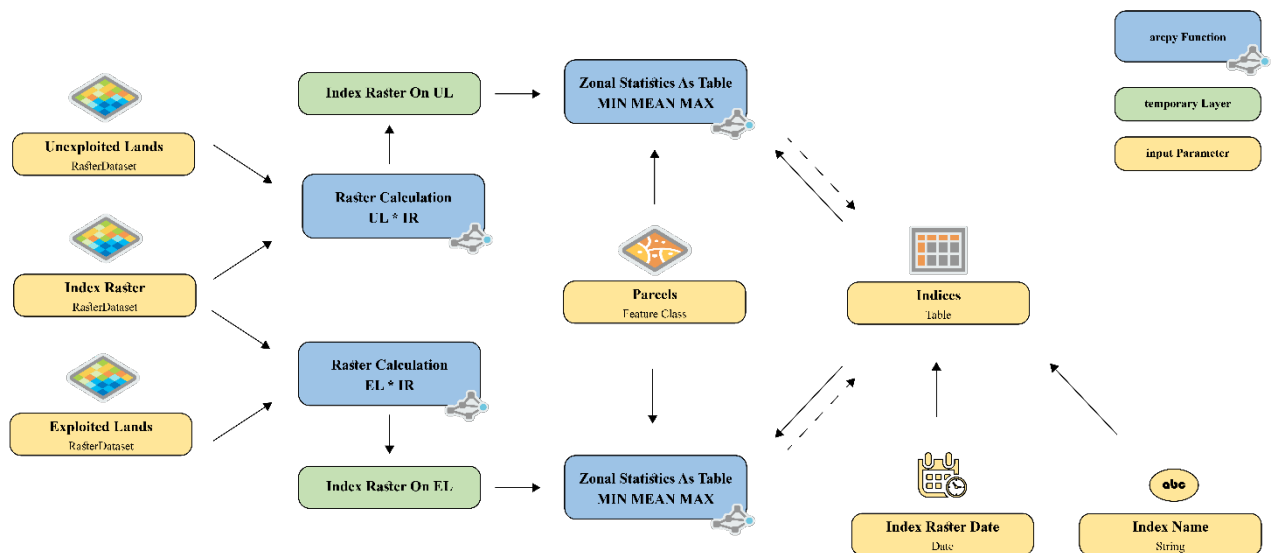 arcpy Function
temporary Layer
input Parameter
Unexploited Lands
RasterDataset
Index Raster
RasterDataset
Exploited Lands
RasterDataset
Index Raster On UL
Raster Calculation
UL * IR
Raster Calculation
EL * IR
Index Raster On EL
Zonal Statistics As Table
MIN MEAN MAX
Parcels
Feature Class
Zonal Statistics As Table
MIN MEAN MAX
Indices
Table
Index Raster Date
Date
abc
Index Name
String